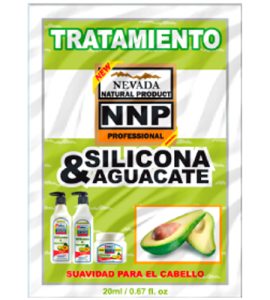 TRATAMIENTO
NEW
NEVADA
NATURAL PRODUCT
NNP
PROFESSIONAL
SILICONA
& AGUACATE
SUAVIDAD PARA EL CABELLO
20ml / 0.67 fl. oz